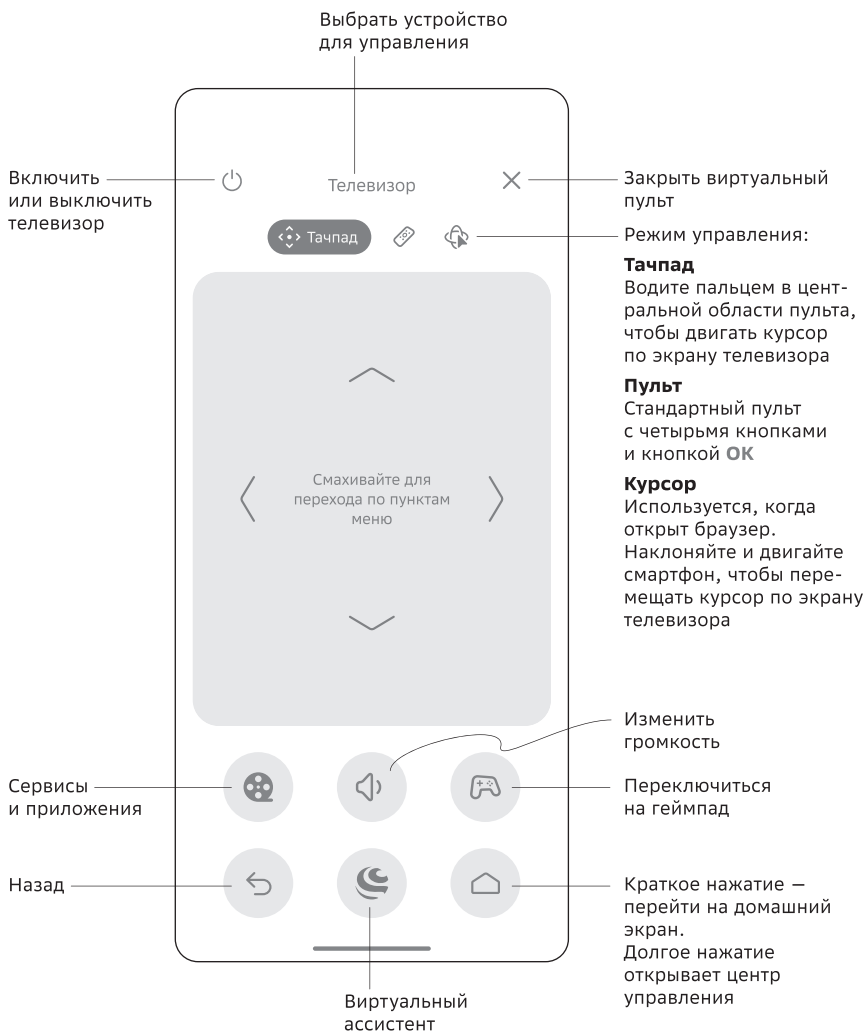 Выбрать устройство
для управления
Включить
или выключить
телевизор
Телевизор
Закрыть виртуальный
пульт
Тачпад
Режим управления:
Тачпад
Водите пальцем в цент-
ральной области пульта,
чтобы двигать курсор
по экрану телевизора
Пульт
Стандартный пульт
с четырьмя кнопками
и кнопкой OK
Курсор
Используется, когда
открыт браузер.
Наклоняйте и двигайте
смартфон, чтобы пере-
мещать курсор по экрану
телевизора
Смахивайте для
перехода по пунктам
меню
Изменить
громкость
Сервисы
и приложения
Переключиться
на геймпад
Назад
Краткое нажатие —
перейти на домашний
экран.
Долгое нажатие
открывает центр
управления
Виртуальный
ассистент